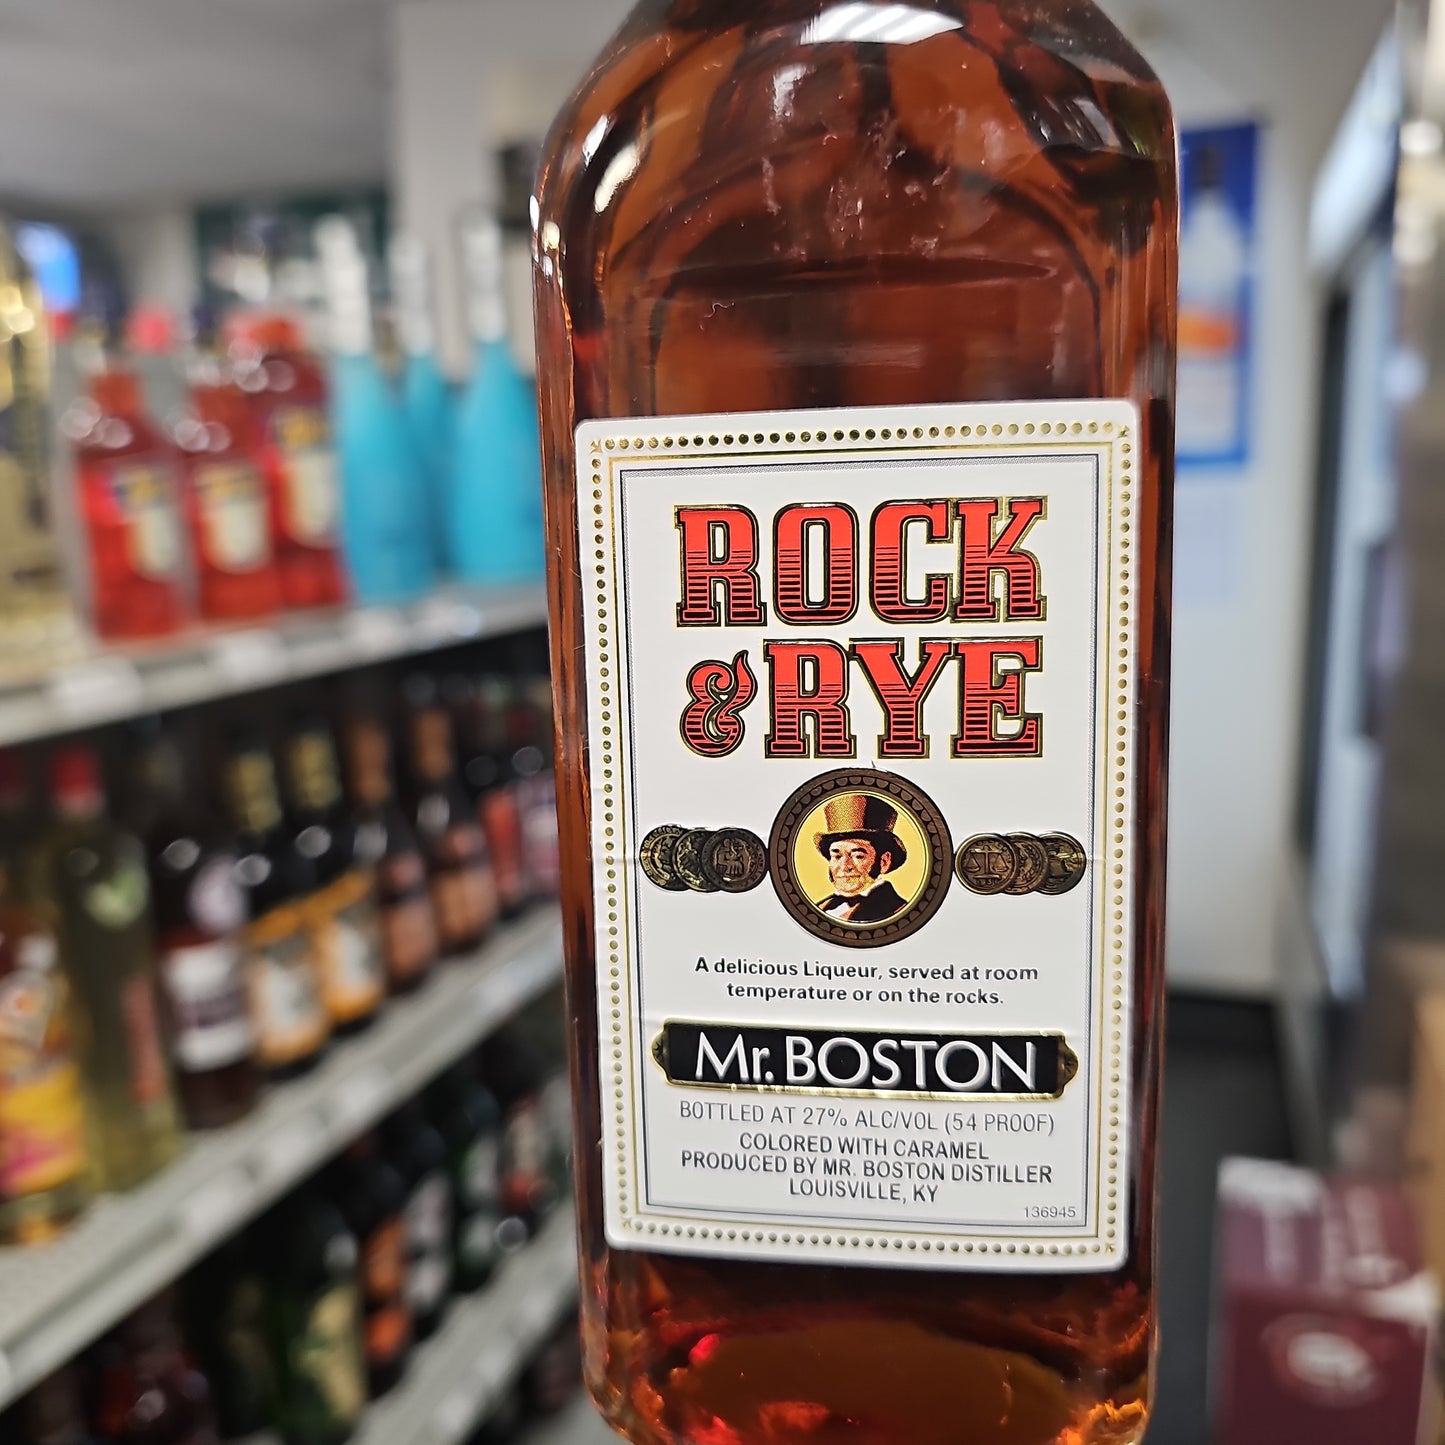 ROCK
& RYE
A delicious Liqueur, served at room
temperature or on the rocks.
Mr. BOSTON
BOTTLED AT 27% ALC/VOL (54 PROOF)
COLORED WITH CARAMEL
PRODUCED BY MR. BOSTON DISTILLER
LOUISVILLE, KY
136945